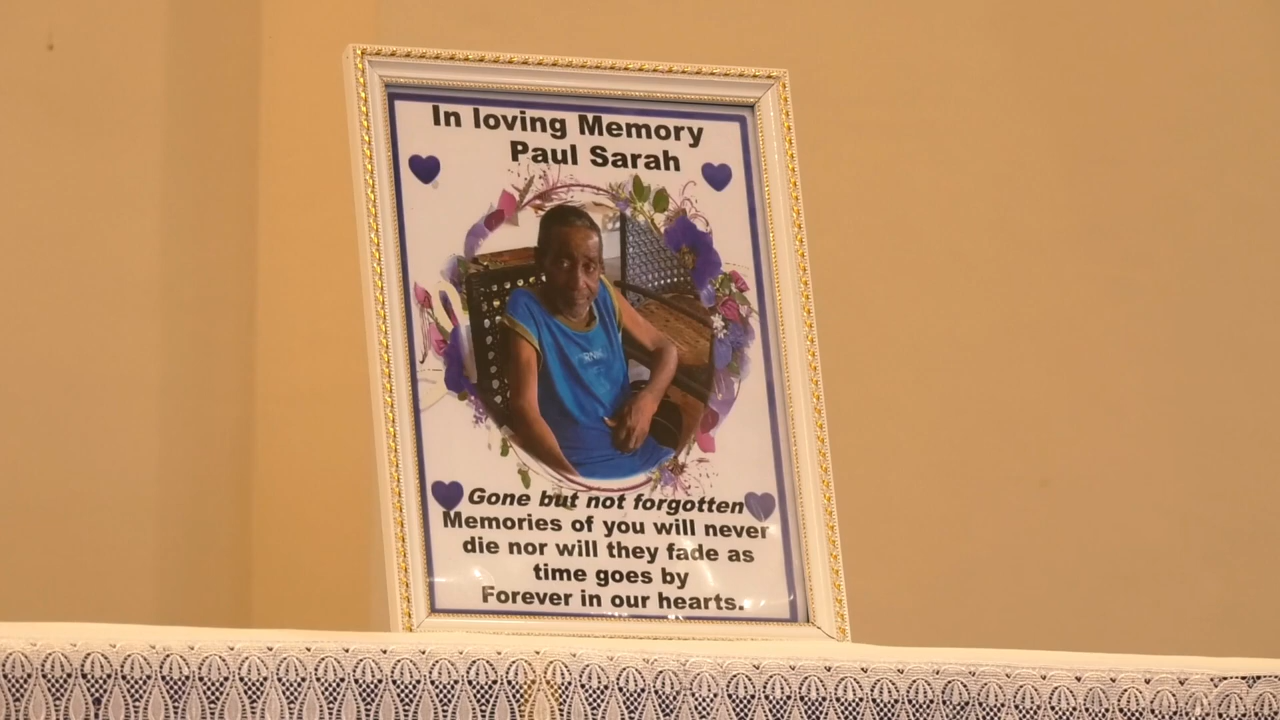 In loving Memory
Paul Sarah
Gone but not forgotten
Memories of you will never
die nor will they fade as
time goes by
Forever in our hearts.